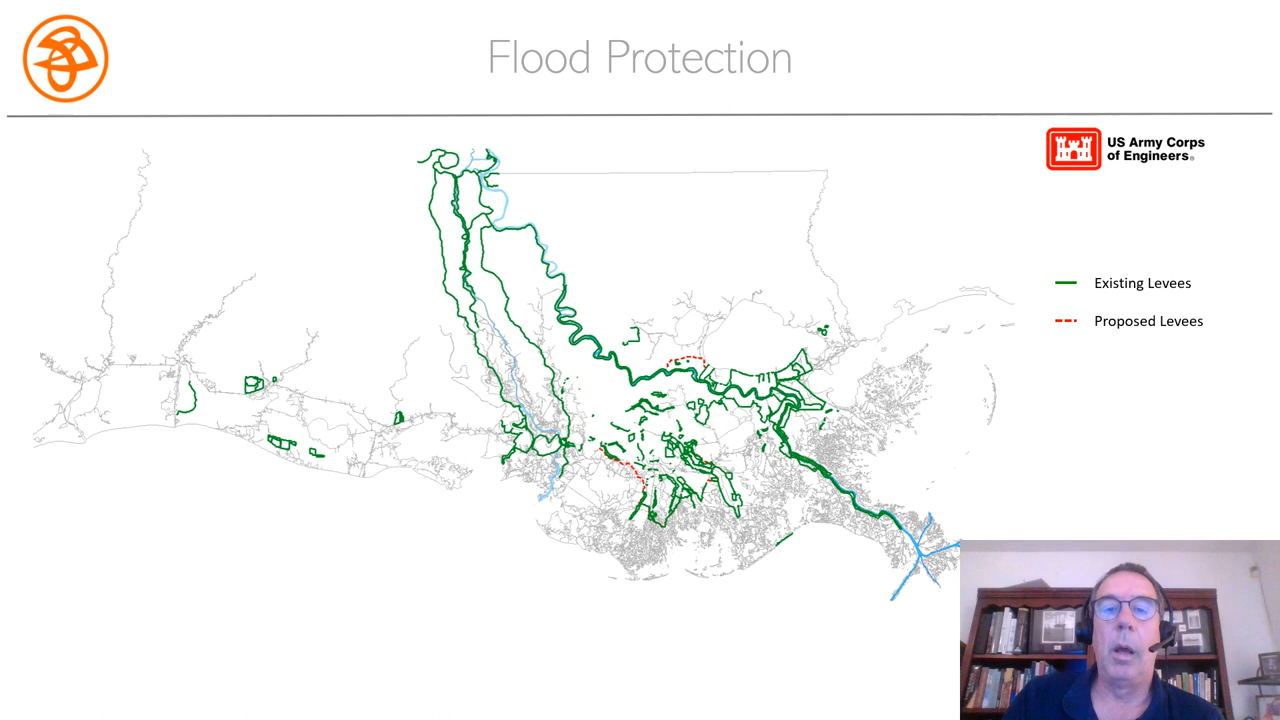 Flood Protection
US Army Corps
of Engineers®
Existing Levees
Proposed Levees